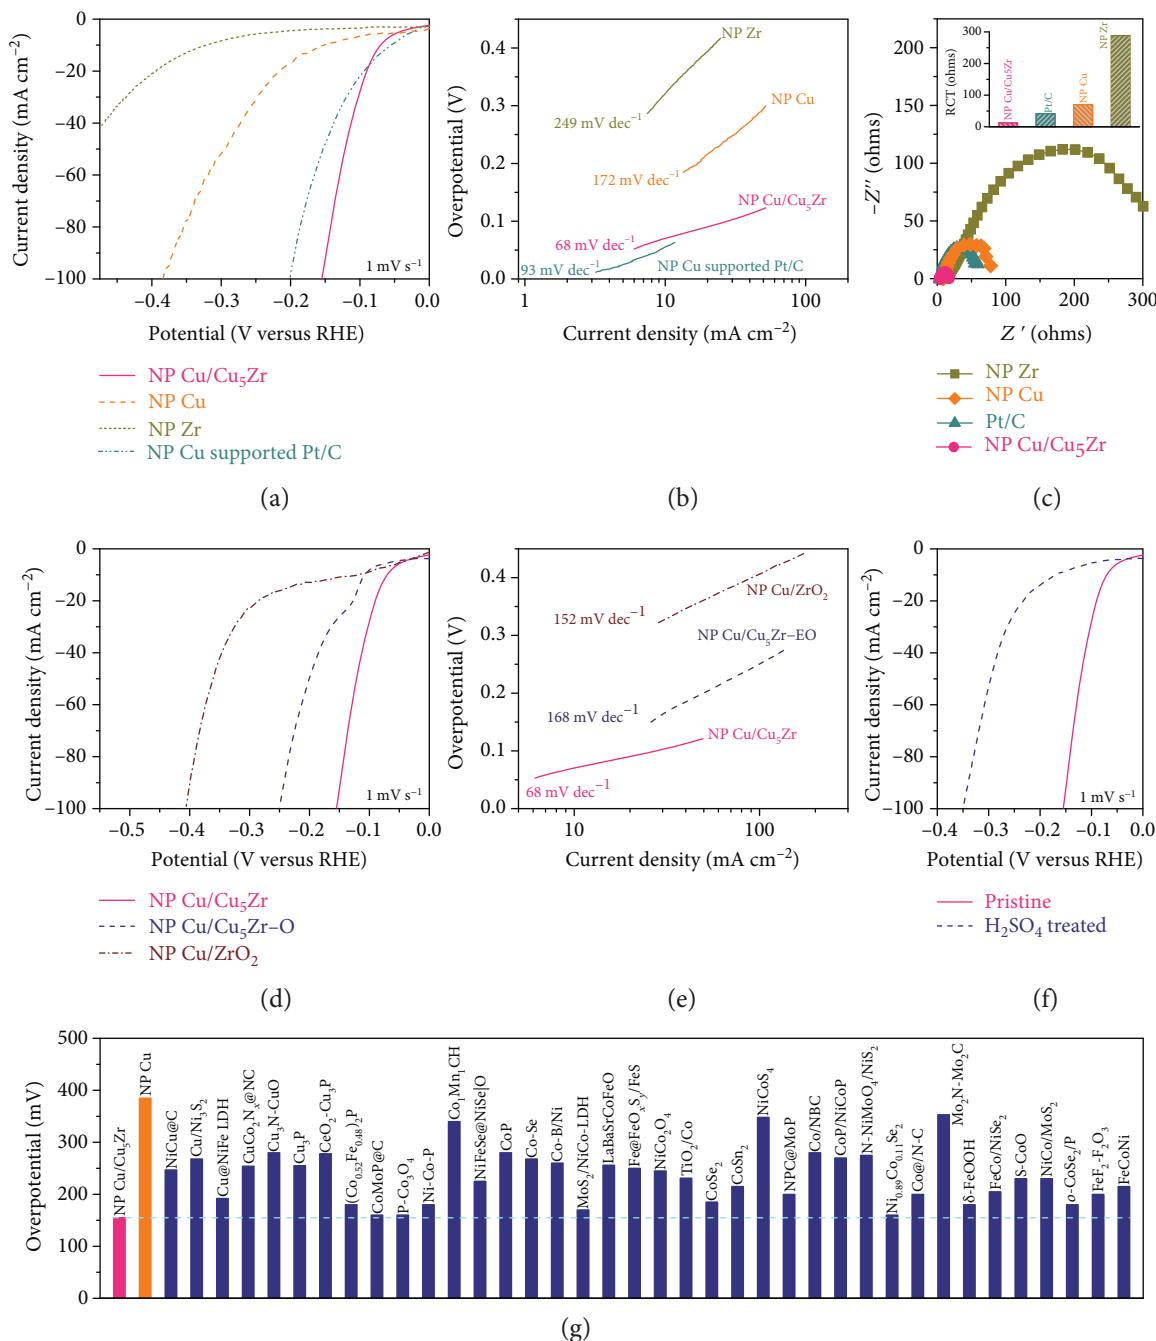 0
−20
−40
−60
−80
−100
Current density (mA cm−2)
−0.4 −0.3 −0.2 −0.1 0.0
Potential (V versus RHE)
1 mV s−1
NP Cu/Cu5Zr
NP Cu
NP Zr
NP Cu supported Pt/C
(a)
0.4
0.3
0.2
0.1
0.0
Overpotential (V)
NP Zr
249 mV dec−1
NP Cu
172 mV dec−1
NP Cu/Cu5Zr
68 mV dec−1
93 mV dec−1
NP Cu supported Pt/C
1 10 100
Current density (mA cm−2)
(b)
200
150
100
50
0
−Z″ (ohms)
300
200
100
0
RCT (ohms)
NP Cu/Cu5Zr
Pt/C
NP Cu
NP Zr
0 100 200 300
Z ′ (ohms)
NP Zr
NP Cu
Pt/C
NP Cu/Cu5Zr
(c)
0
−20
−40
−60
−80
−100
Current density (mA cm−2)
1 mV s−1
−0.5 −0.4 −0.3 −0.2 −0.1 0.0
Potential (V versus RHE)
NP Cu/Cu5Zr
NP Cu/Cu5Zr–O
NP Cu/ZrO2
(d)
0.4
0.3
0.2
0.1
0.0
Overpotential (V)
NP Cu/ZrO2
152 mV dec−1
NP Cu/Cu5Zr–EO
168 mV dec−1
NP Cu/Cu5Zr
68 mV dec−1
10 100
Current density (mA cm−2)
(e)
0
−20
−40
−60
−80
−100
Current density (mA cm−2)
1 mV s−1
−0.4 −0.3 −0.2 −0.1 0.0
Potential (V versus RHE)
Pristine
H2SO4 treated
(f)
500
400
300
200
100
0
Overpotential (mV)
NP Cu/Cu5Zr
NP Cu
NiCu@C
Cu/Ni3S2
Cu@NiFe LDH
CuCo2Nx@NC
Cu3N-CuO
Cu3P
CeO2-Cu3P
(Co0.52Fe0.48)2P
CoMoP@C
P-Co3O4
Ni-Co-P
Co1Mn1CH
NiFeSe@NiSe|O
CoP
Co-Se
Co-B/Ni
MoS2/NiCo-LDH
LaBaSrCoFeO
Fe@FeOxSy/FeS
NiCo2O4
TiO2/Co
CoSe2
CoSn2
NiCoS4
NPC@MoP
Co/NBC
CoP/NiCoP
N-NiMoO4/NiS2
Ni0.89Co0.11Se2
Co@/N-C
Mo2N-Mo2C
δ-FeOOH
FeCo/NiSe2
S-CoO
NiCo/MoS2
o-CoSe2/P
FeF2-F2O3
FeCoNi
(g)